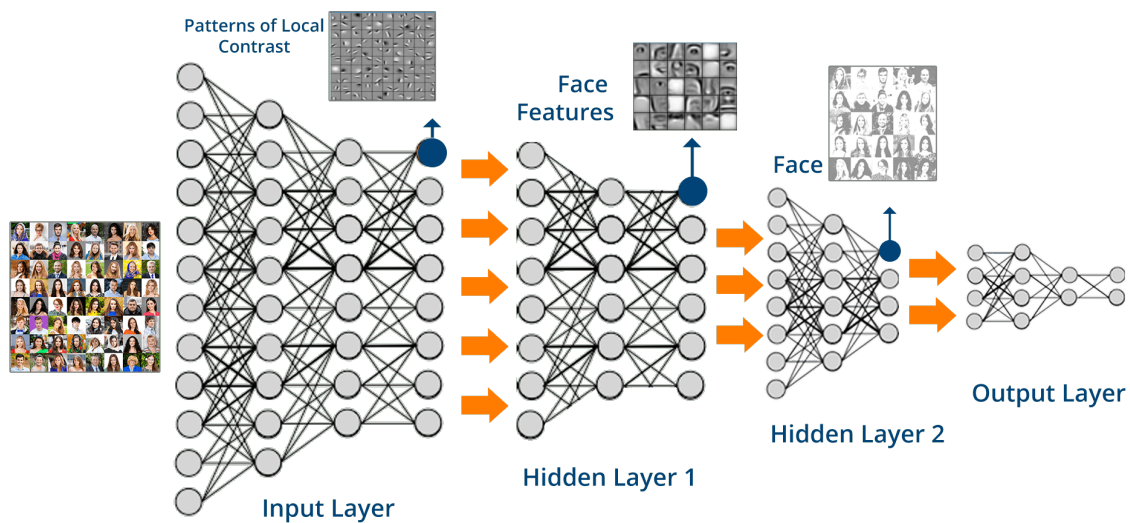 Patterns of Local
Contrast
Face
Features
Face
Input Layer
Hidden Layer 1
Hidden Layer 2
Output Layer